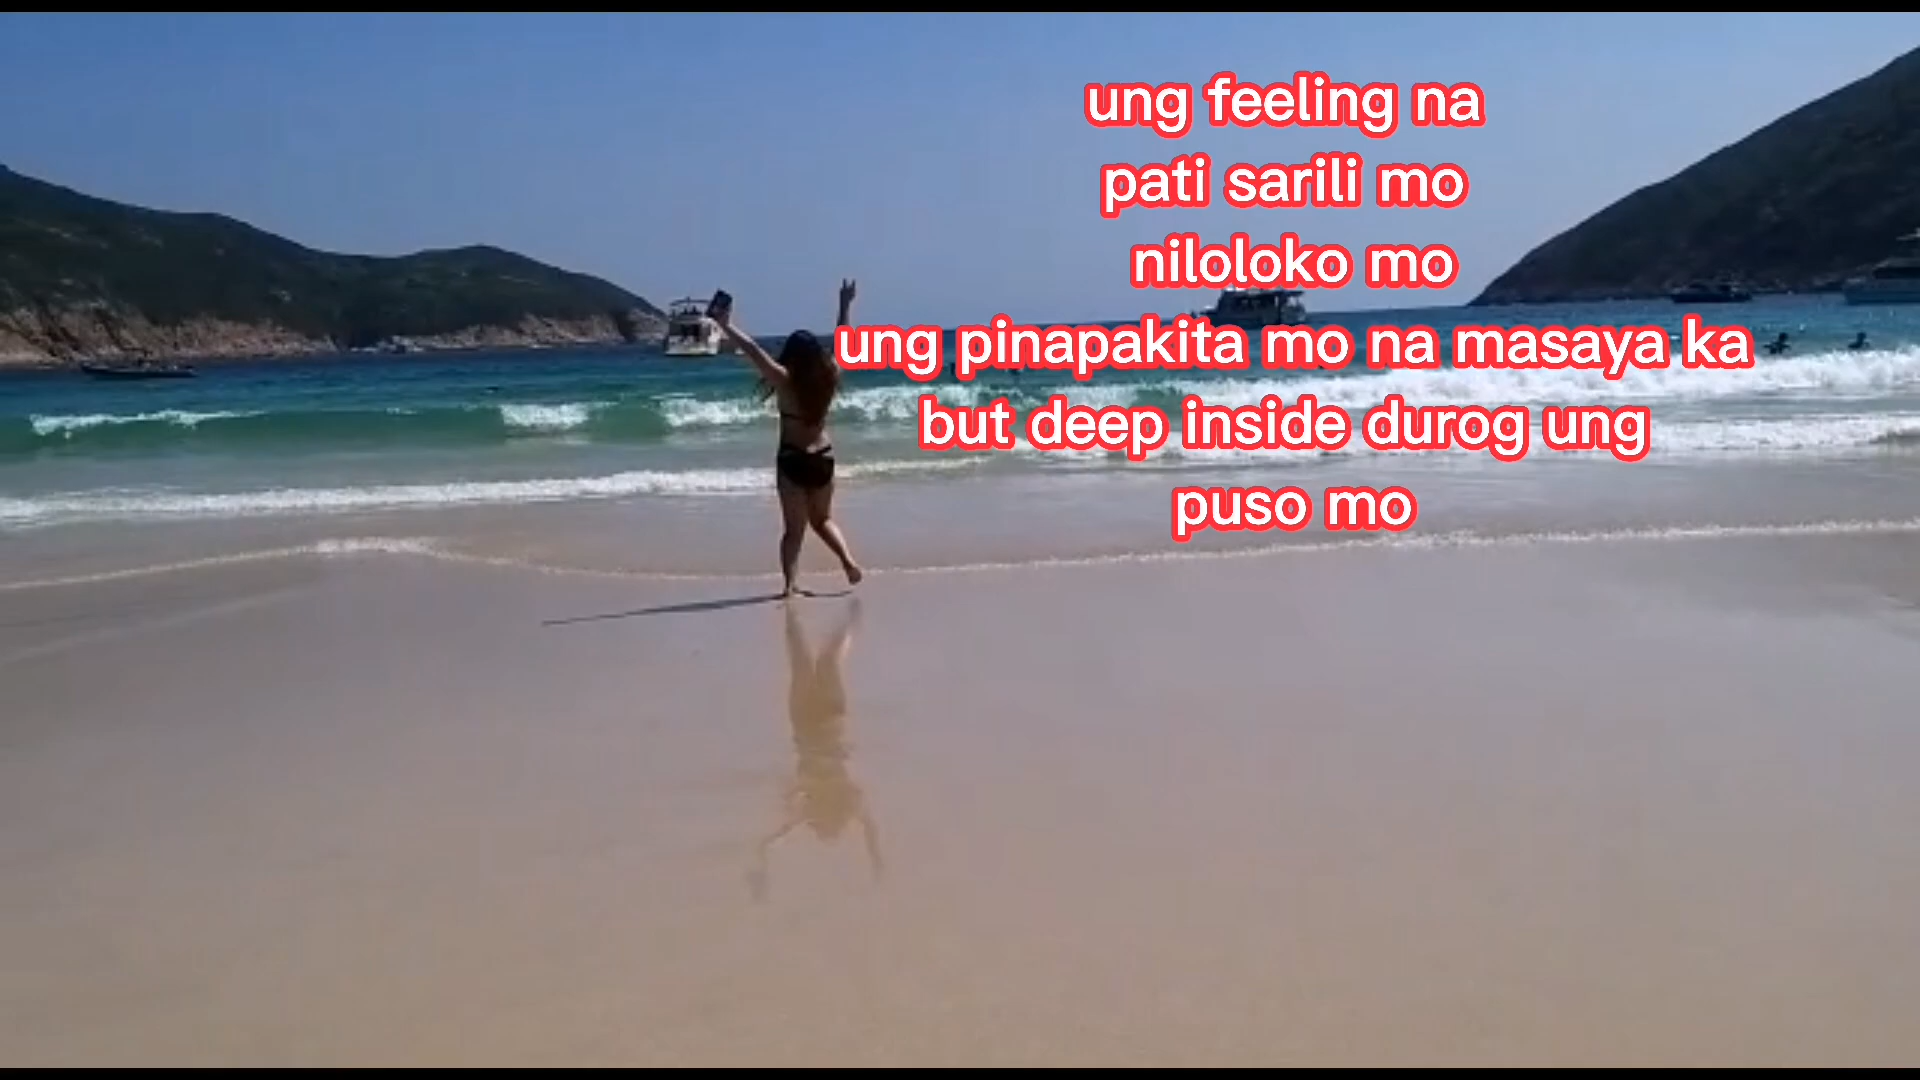 ung feeling na
pati sarili mo
niloloko mo
ung pinapakita mo na masaya ka
but deep inside durog ung
puso mo